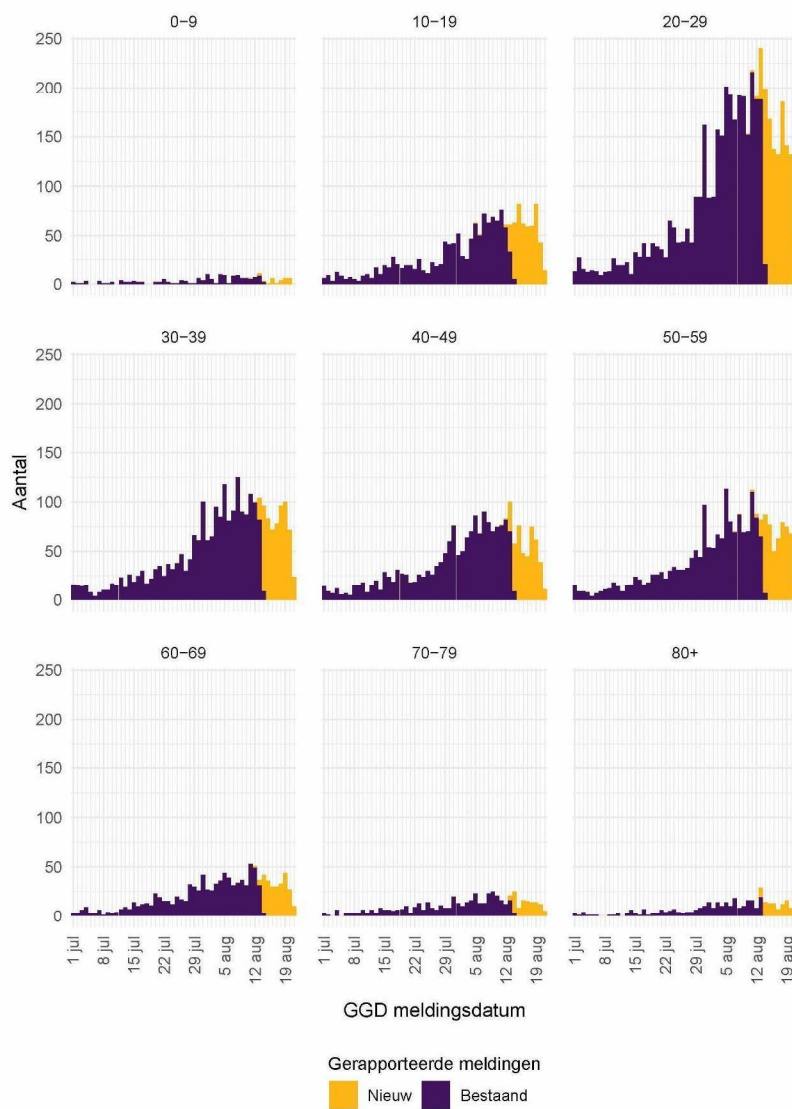 0−9
10−19
20−29
250
200
150
100
50
0
30−39
40−49
50−59
250
200
150
100
50
0
Aantal
60−69
70−79
80+
250
200
150
100
50
0
1 jul
8 jul
15 jul
22 jul
29 jul
5 aug
12 aug
19 aug
1 jul
8 jul
15 jul
22 jul
29 jul
5 aug
12 aug
19 aug
1 jul
8 jul
15 jul
22 jul
29 jul
5 aug
12 aug
19 aug
GGD meldingsdatum
Gerapporteerde meldingen
Nieuw
Bestaand